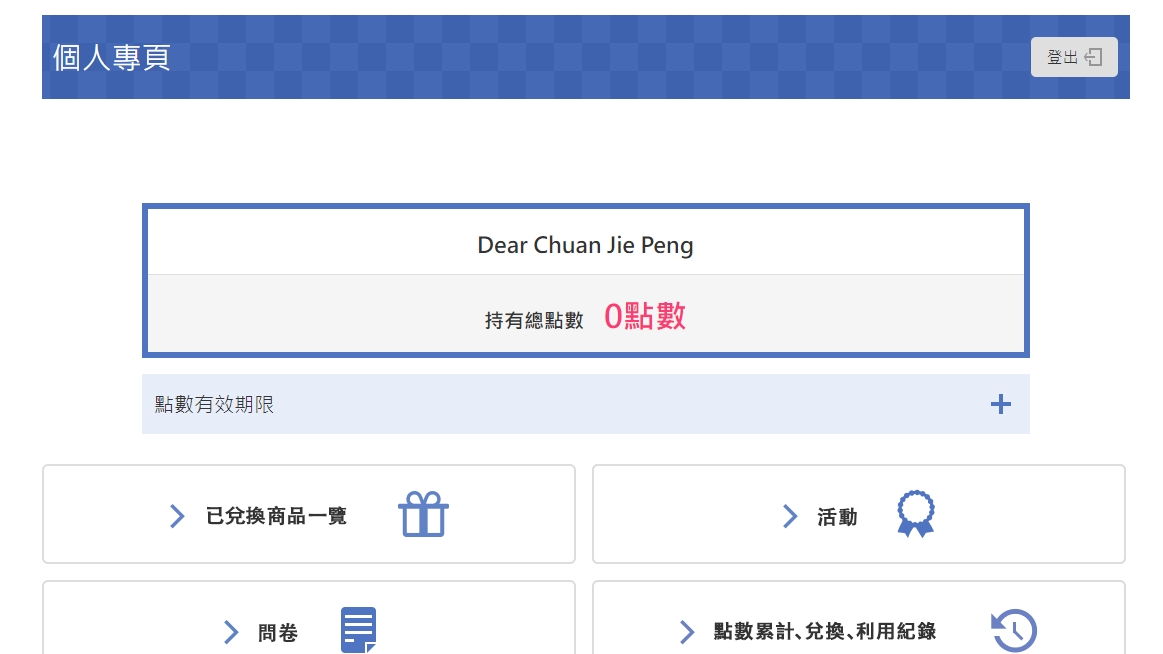 個人專頁
登出
Dear Chuan Jie Peng
持有總點數 0點數
點數有效期限
已兌換商品一覽
活動
問卷
點數累計、兌換、利用紀錄